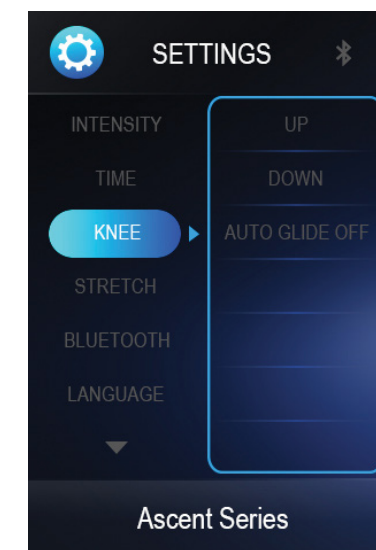 SETTINGS
INTENSITY
UP
TIME
DOWN
KNEE
AUTO GLIDE OFF
STRETCH
BLUETOOTH
LANGUAGE
Ascent Series